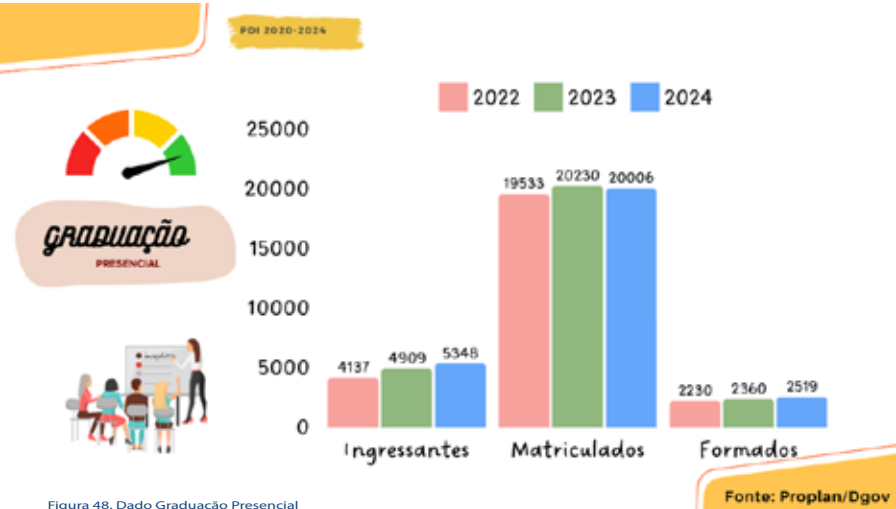 PDI 2020-2024
2022 2023 2024
25000
20000
15000
10000
5000
0
19533 20230 20006
4137 4909 5348
2230 2360 2519
Ingressantes Matriculados Formados
GRADUAÇÃO
PRESENCIAL
Fonte: Proplan/Dgov
Figura 48. Dado Graduação Presencial